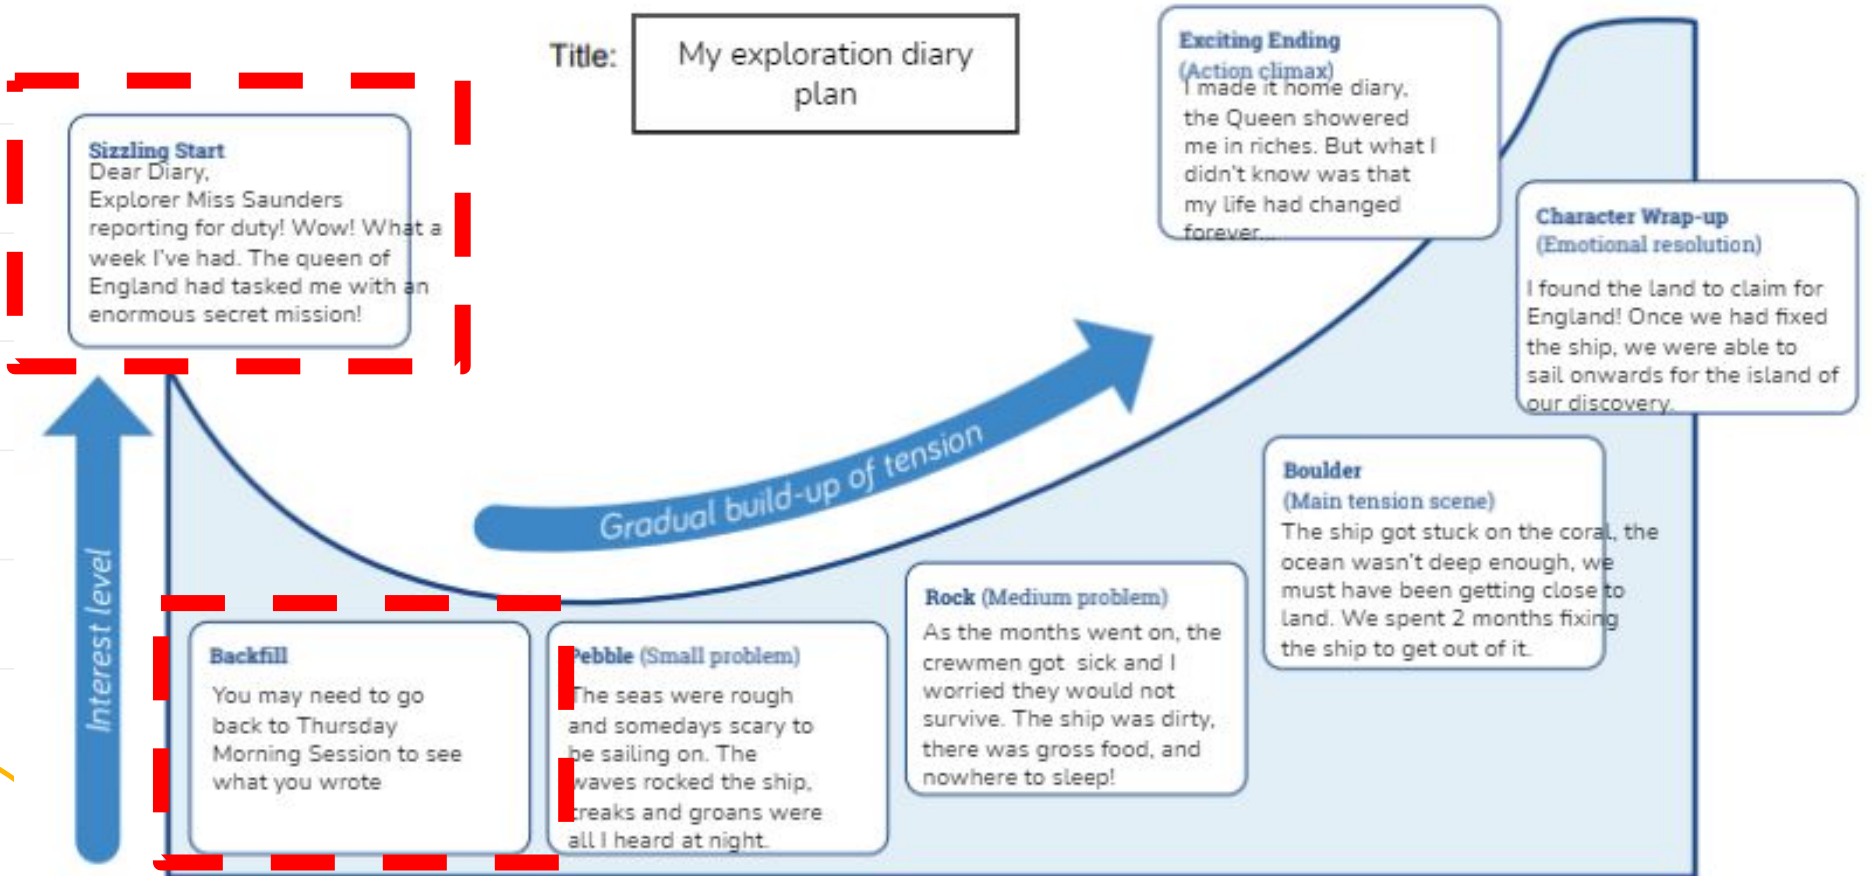 Title:
My exploration diary
plan
Sizzling Start
Dear Diary,
Explorer Miss Saunders
reporting for duty! Wow! What a
week I've had. The queen of
England had tasked me with an
enormous secret mission!
Interest level
Backfill
You may need to go
back to Thursday
Morning Session to see
what you wrote
Pebble (Small problem)
The seas were rough
and somedays scary to
be sailing on. The
waves rocked the ship,
creaks and groans were
all I heard at night.
Gradual build-up of tension
Rock (Medium problem)
As the months went on, the
crewmen got sick and I
worried they would not
survive. The ship was dirty,
there was gross food, and
nowhere to sleep!
Boulder
(Main tension scene)
The ship got stuck on the coral, the
ocean wasn't deep enough, we
must have been getting close to
land. We spent 2 months fixing
the ship to get out of it.
Exciting Ending
(Action climax)
I made it home diary,
the Queen showered
me in riches. But what I
didn't know was that
my life had changed
forever...
Character Wrap-up
(Emotional resolution)
I found the land to claim for
England! Once we had fixed
the ship, we were able to
sail onwards for the island of
our discovery.